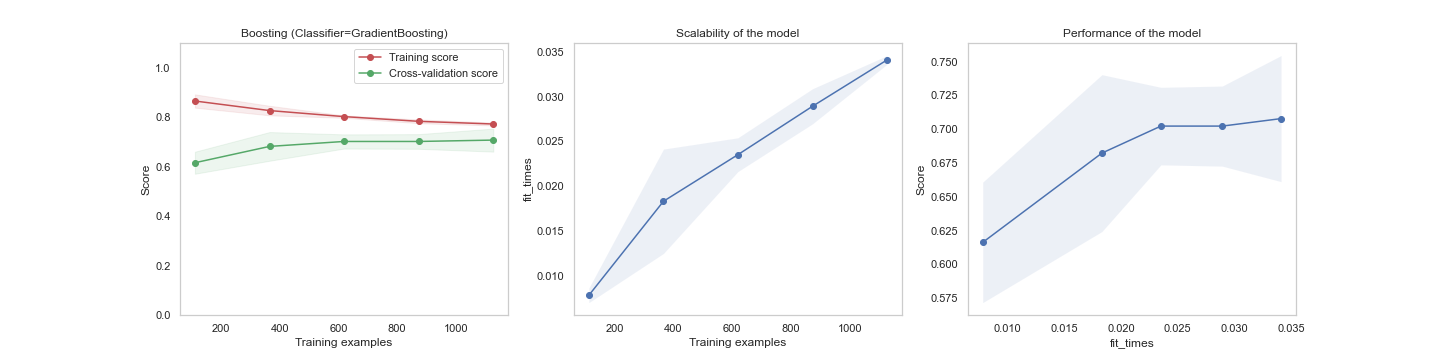 Boosting (Classifier=GradientBoosting)
Training score
Cross-validation score
1.0
0.8
0.6
0.4
0.2
0.0
Score
200 400 600 800 1000
Training examples
Scalability of the model
0.035
0.030
0.025
0.020
0.015
0.010
fit_times
200 400 600 800 1000
Training examples
Performance of the model
0.750
0.725
0.700
0.675
0.650
0.625
0.600
0.575
Score
0.010 0.015 0.020 0.025 0.030 0.035
fit_times